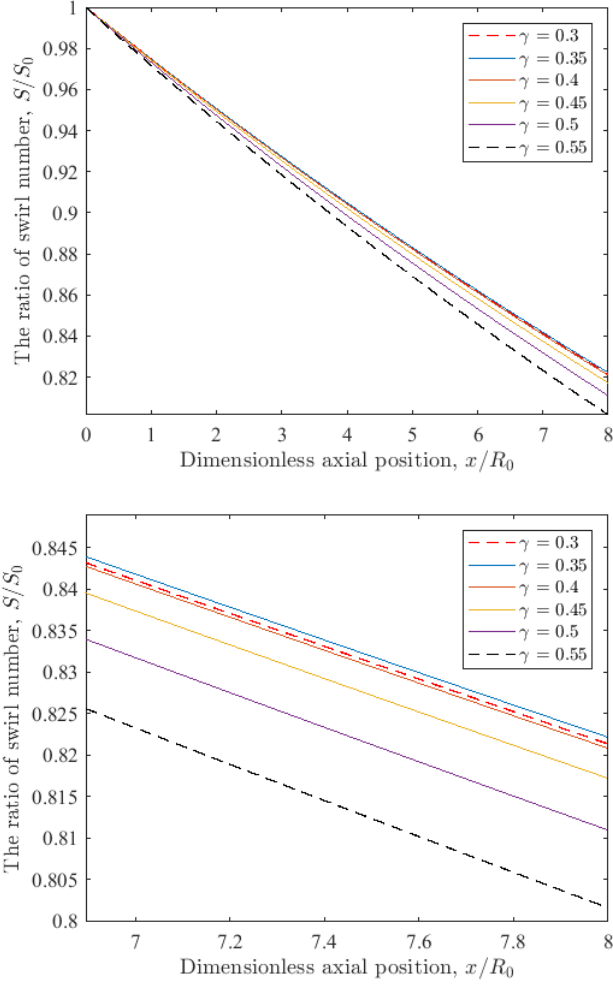 1
0.98
0.96
0.94
0.92
0.9
0.88
0.86
0.84
0.82
The ratio of swirl number, S/S₀
γ = 0.3
γ = 0.35
γ = 0.4
γ = 0.45
γ = 0.5
γ = 0.55
0 1 2 3 4 5 6 7 8
Dimensionless axial position, x/R₀
0.845
0.84
0.835
0.83
0.825
0.82
0.815
0.81
0.805
0.8
The ratio of swirl number, S/S₀
γ = 0.3
γ = 0.35
γ = 0.4
γ = 0.45
γ = 0.5
γ = 0.55
7 7.2 7.4 7.6 7.8 8
Dimensionless axial position, x/R₀